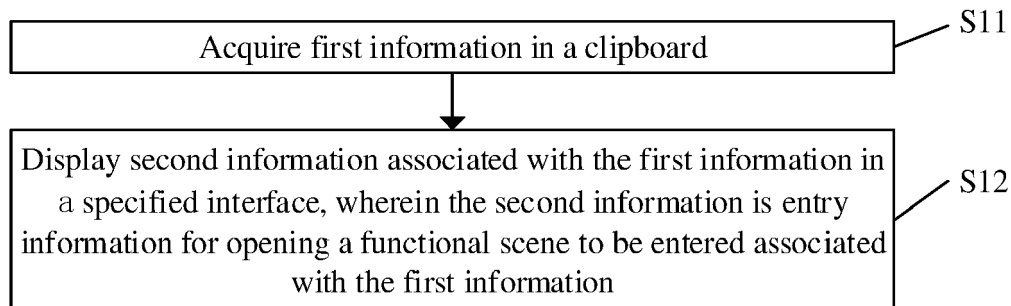 Acquire first information in a clipboard
S11
Display second information associated with the first information in
a specified interface, wherein the second information is entry
information for opening a functional scene to be entered associated
with the first information
S12